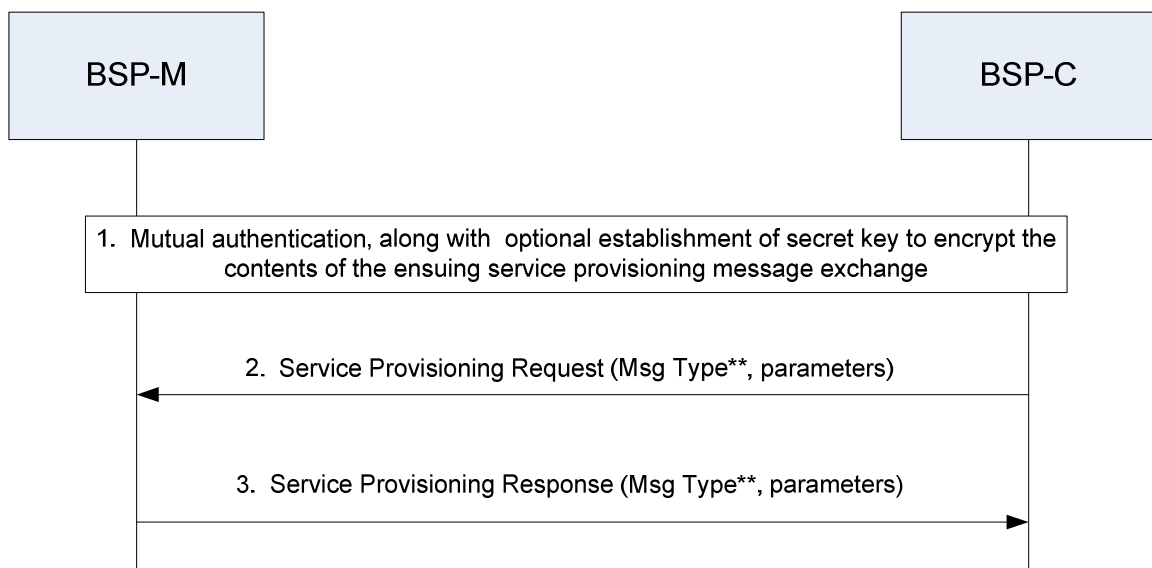 BSP-M
BSP-C
1. Mutual authentication, along with optional establishment of secret key to encrypt the
contents of the ensuing service provisioning message exchange
2. Service Provisioning Request (Msg Type**, parameters)
3. Service Provisioning Response (Msg Type**, parameters)